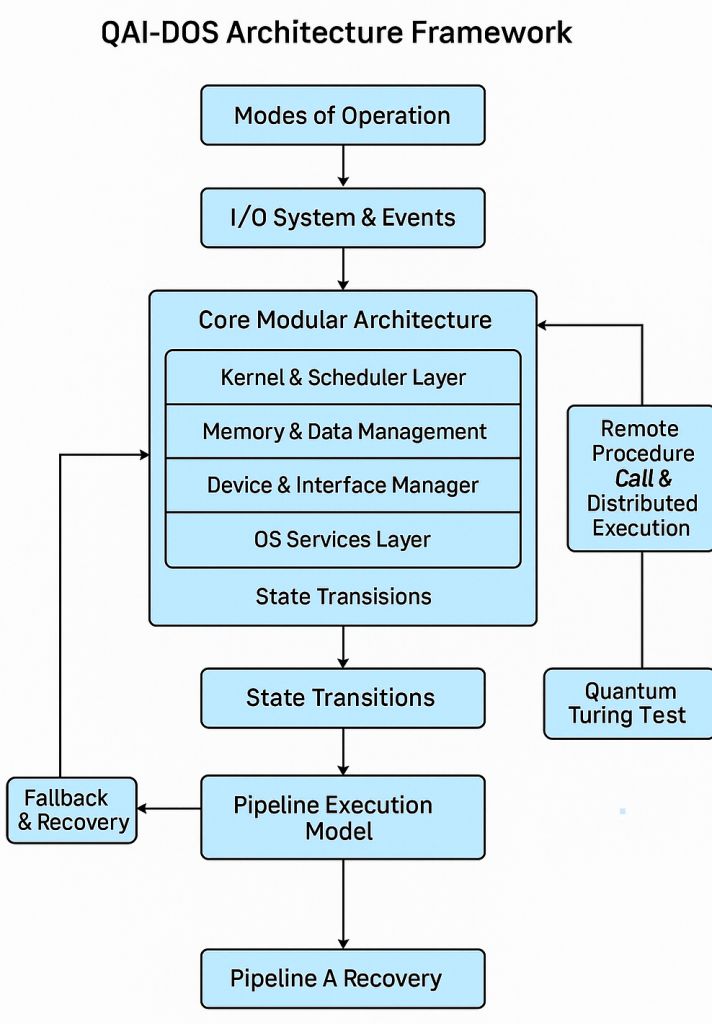 QAI-DOS Architecture Framework
Modes of Operation
I/O System & Events
Core Modular Architecture
Kernel & Scheduler Layer
Memory & Data Management
Device & Interface Manager
OS Services Layer
State Transisions
Remote
Procedure
Call &
Distributed
Execution
State Transitions
Quantum
Turing Test
Fallback
& Recovery
Pipeline Execution
Model
Pipeline A Recovery